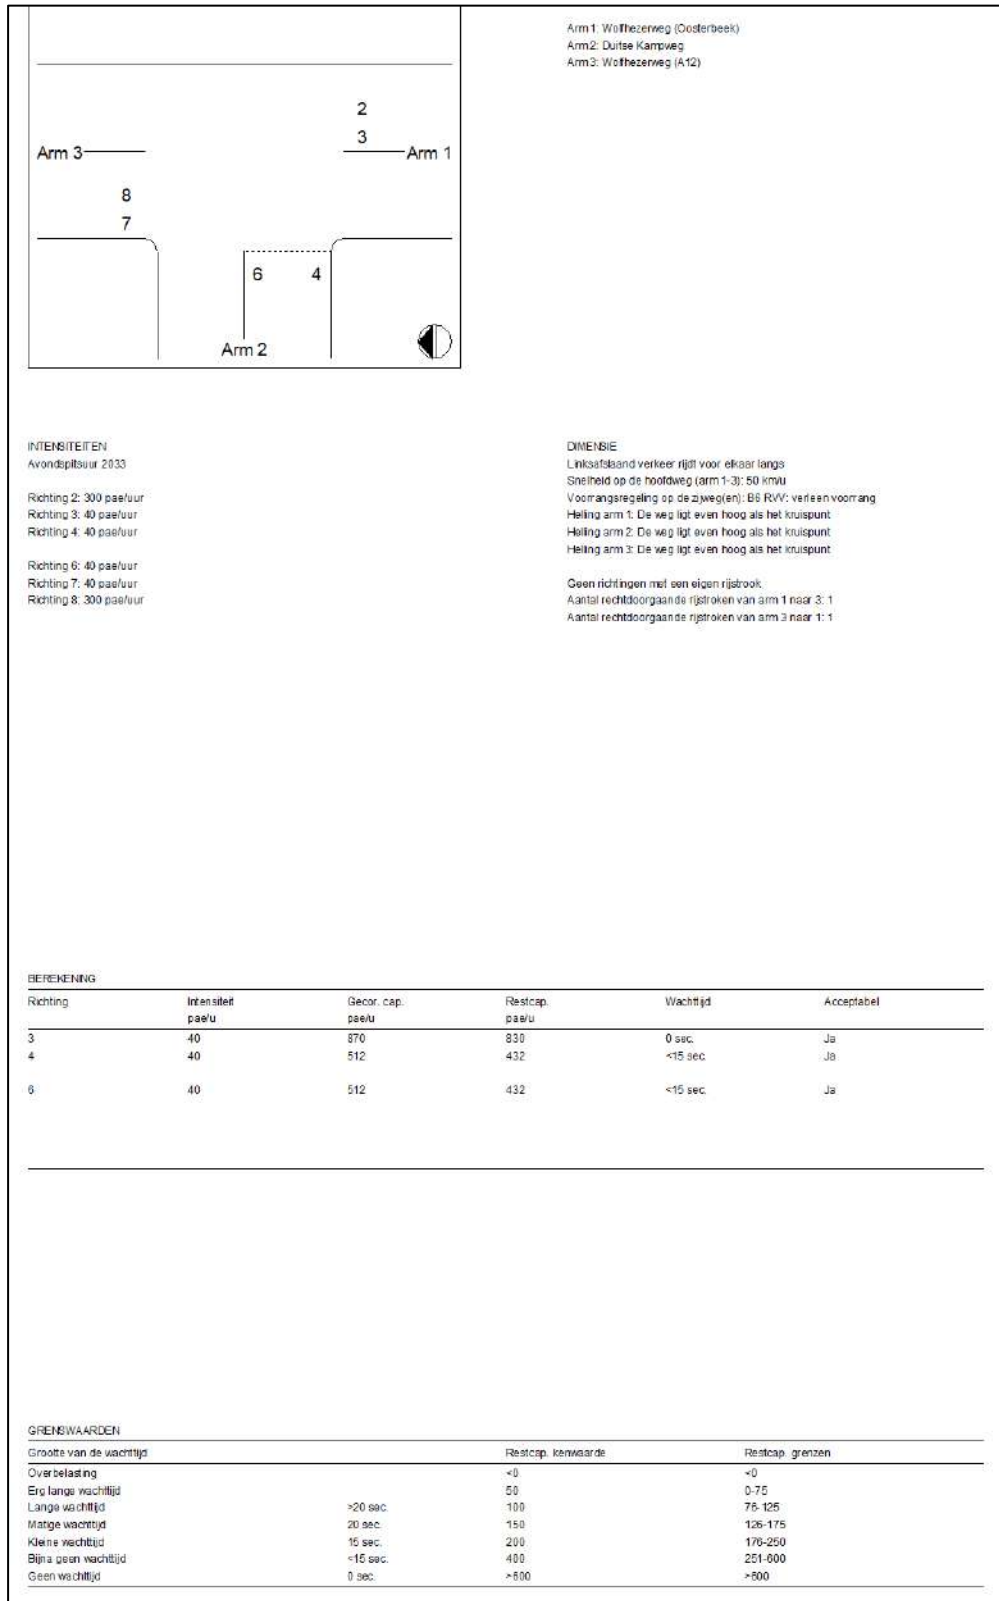 Arm 1: Wolfhezerweg (Oosterbeek)
Arm 2: Duitse Kampweg
Arm 3: Wolfhezerweg (A12)
2
3
Arm 3
Arm 1
8
7
6 4
Arm 2
INTENSITEITEN
Avondspitsuur 2033
Richting 2: 300 pae/uur
Richting 3: 40 pae/uur
Richting 4: 40 pae/uur
Richting 6: 40 pae/uur
Richting 7: 40 pae/uur
Richting 8: 300 pae/uur
DIMENSIE
Linksafslaand verkeer rijdt voor elkaar langs
Snelheid op de hoofdweg (arm 1-3): 50 km/u
Voorrangsregeling op de zijweg(en): B6 RVV: verleen voorrang
Helling arm 1: De weg ligt even hoog als het kruispunt
Helling arm 2: De weg ligt even hoog als het kruispunt
Helling arm 3: De weg ligt even hoog als het kruispunt
Geen richtingen met een eigen rijstrook
Aantal rechtdoorgaande rijstroken van arm 1 naar 3: 1
Aantal rechtdoorgaande rijstroken van arm 3 naar 1: 1
BEREKENING
Richting Intensiteit Gecor. cap. Restcap. Wachttijd Acceptabel
pae/u pae/u pae/u
3 40 870 830 0 sec. Ja
4 40 512 432 <15 sec. Ja
6 40 512 432 <15 sec. Ja
GRENSWAARDEN
Grootte van de wachttijd Restcap. kenwaarde Restcap. grenzen
Overbelasting <0 <0
Erg lange wachttijd 50 0-75
Lange wachttijd >20 sec. 100 76-125
Matige wachttijd 20 sec. 150 126-175
Kleine wachttijd 15 sec. 200 176-250
Bijna geen wachttijd <15 sec. 400 251-600
Geen wachttijd 0 sec. >600 >600